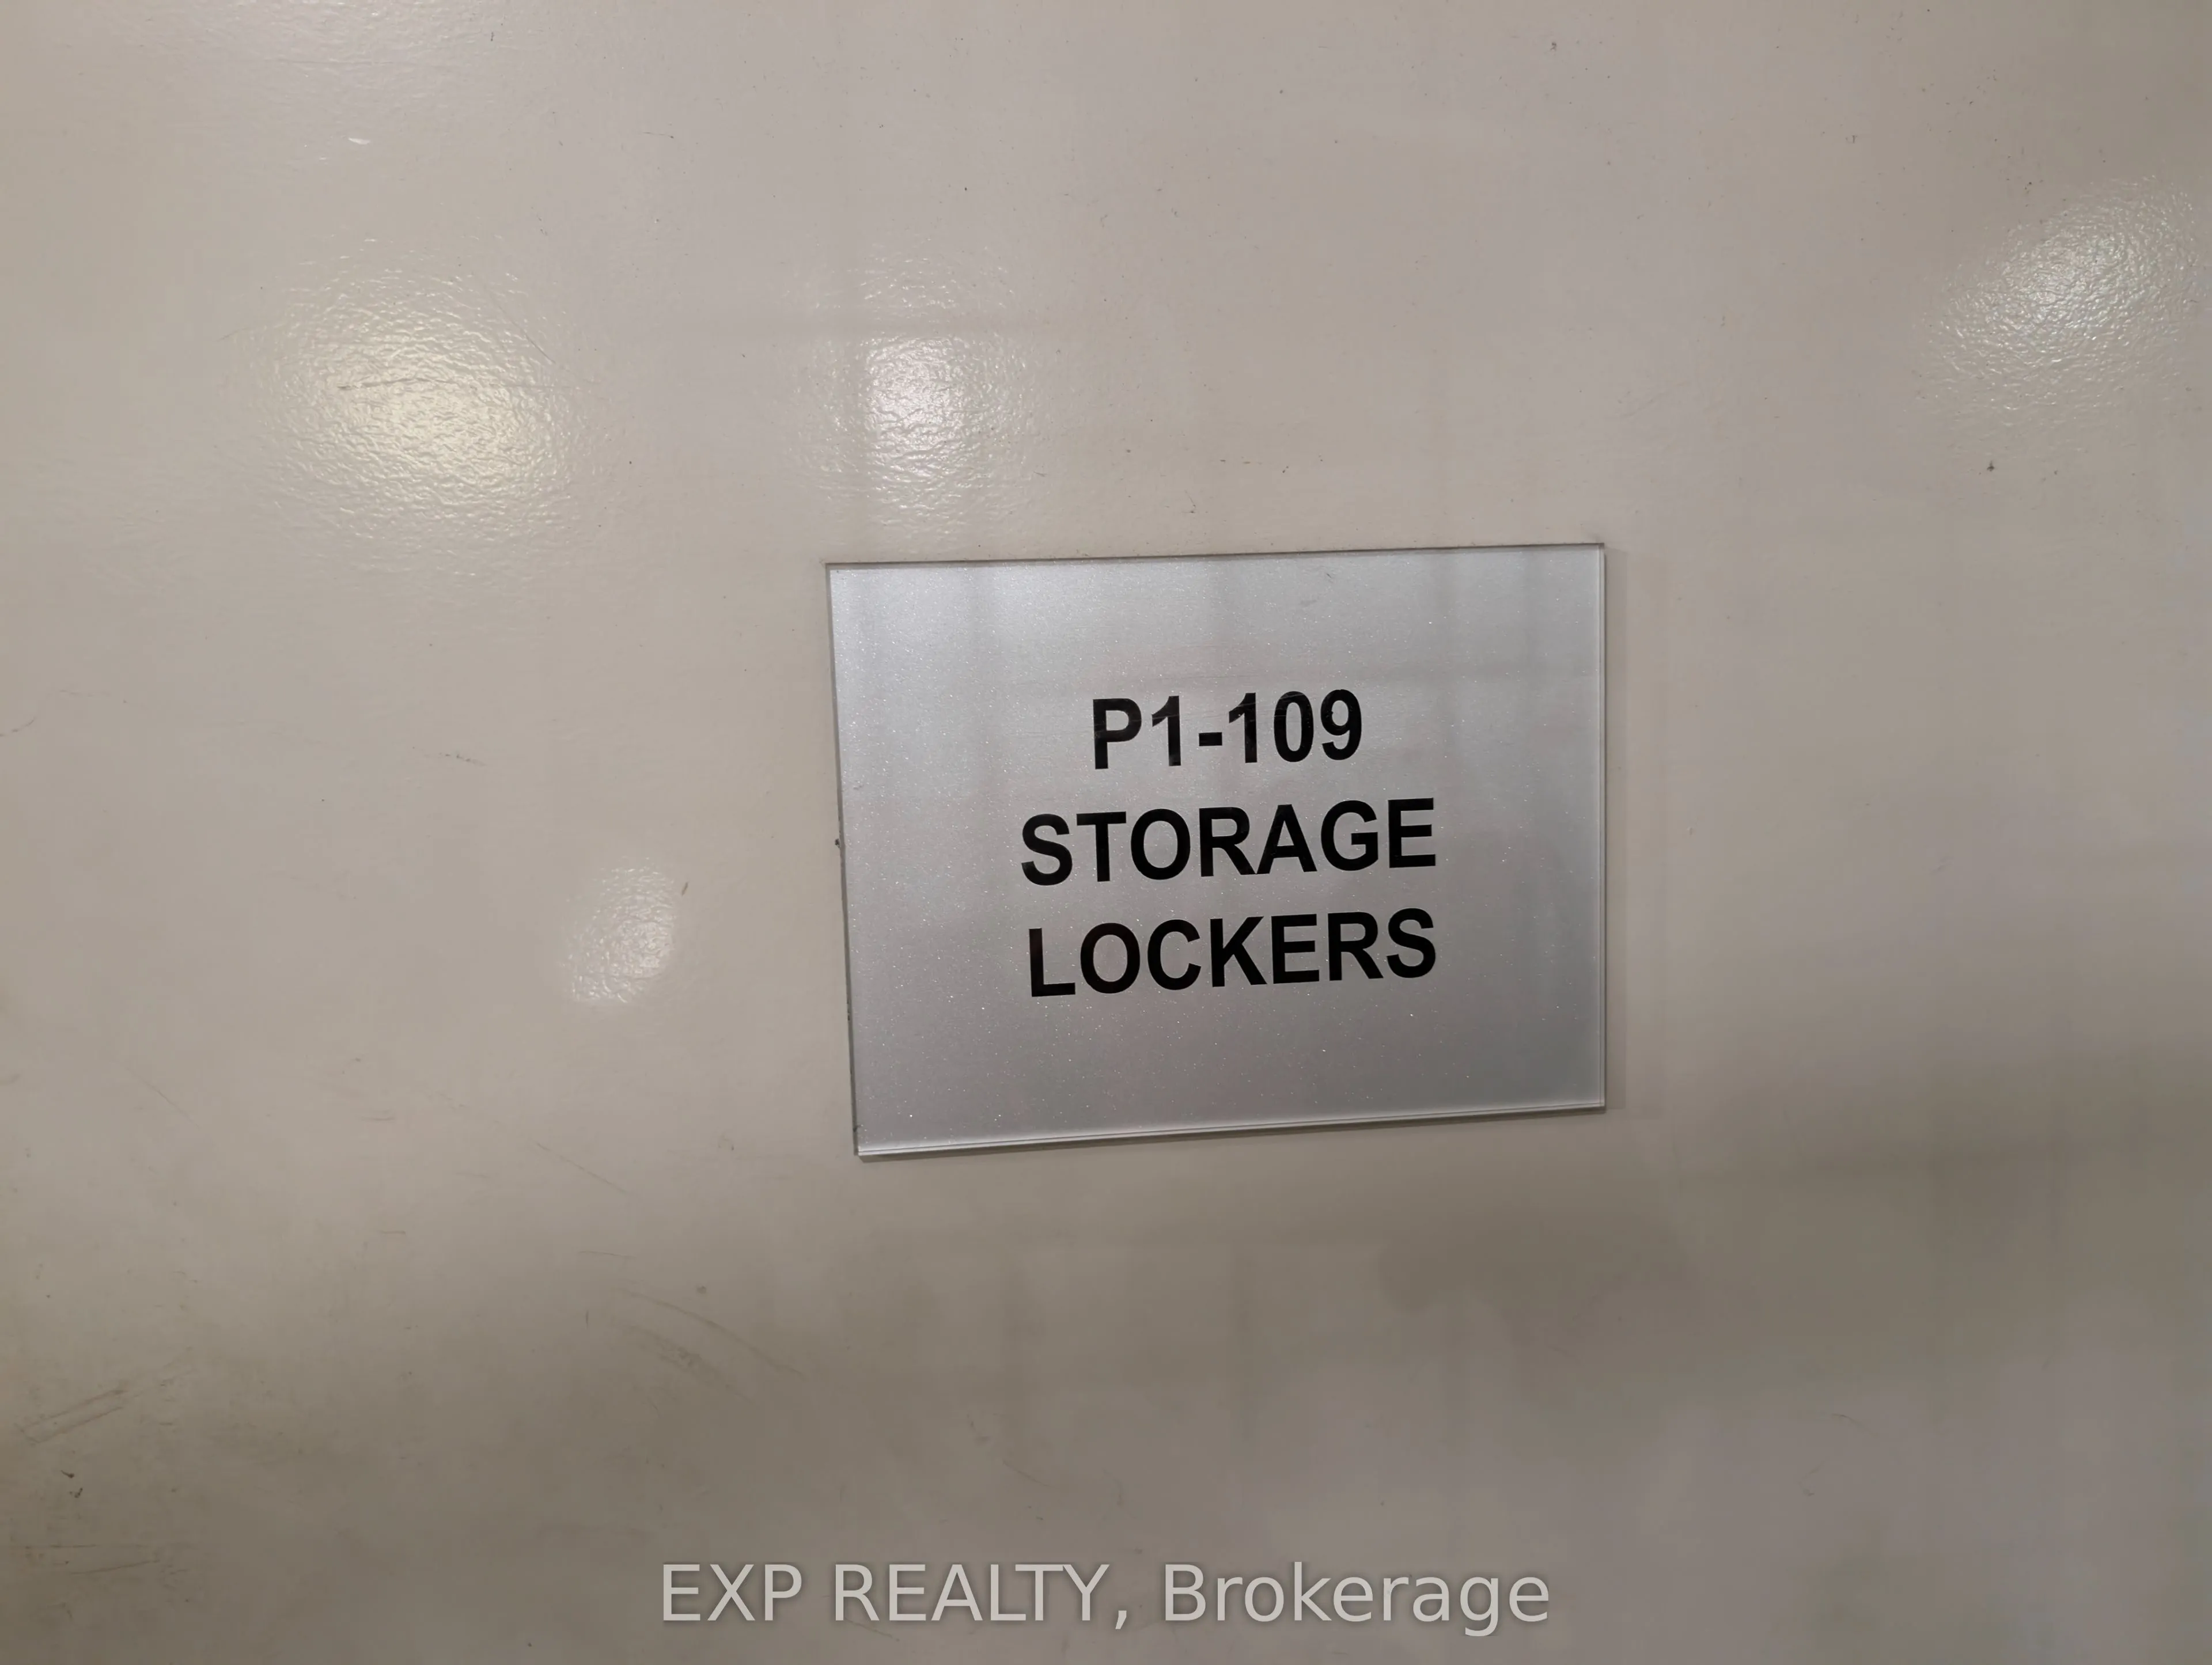 P1-109
STORAGE
LOCKERS
EXP REALTY, Brokerage